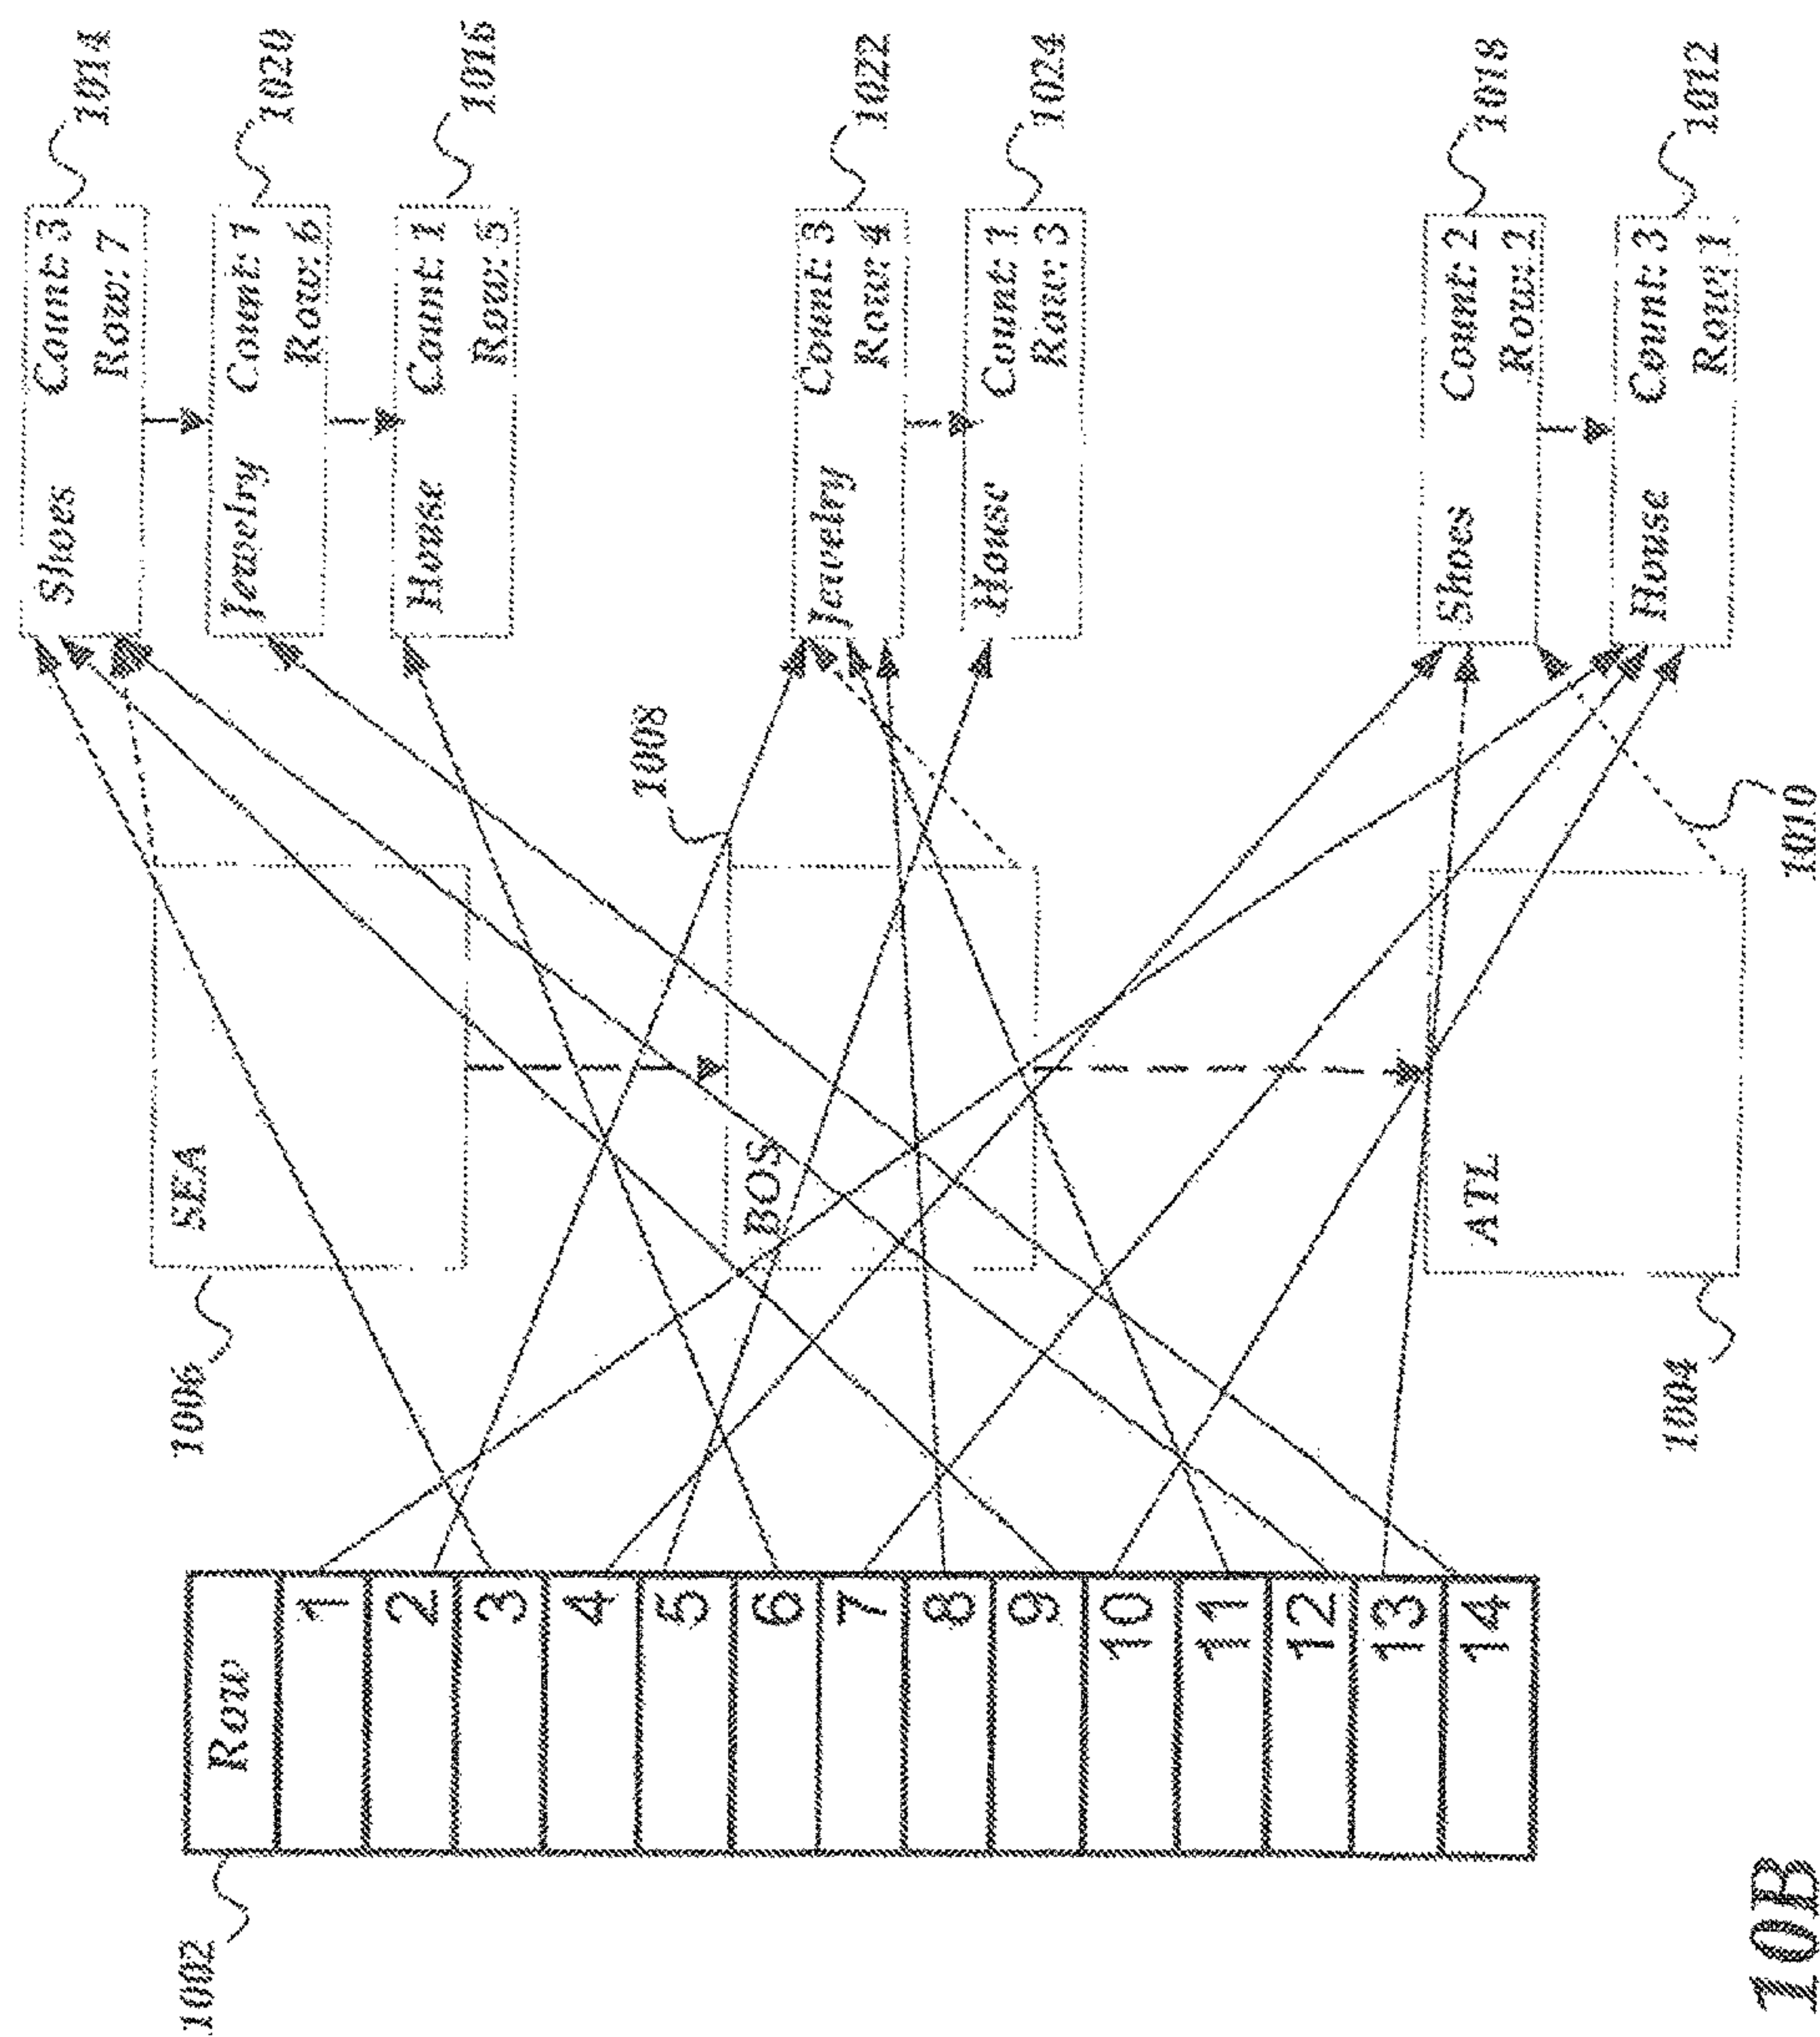 1002
Row
1
2
3
4
5
6
7
8
9
10
11
12
13
14
1006
SEA
1008
BOS
1004
ATL
1010
Shoes Count: 3
Row: 7
1014
Jewelry Count: 1
Row: 6
1020
House Count: 1
Row: 5
1016
Jewelry Count: 3
Row: 4
1022
House Count: 1
Row: 3
1024
Shoes Count: 2
Row: 2
1018
House Count: 3
Row: 1
1012
10B